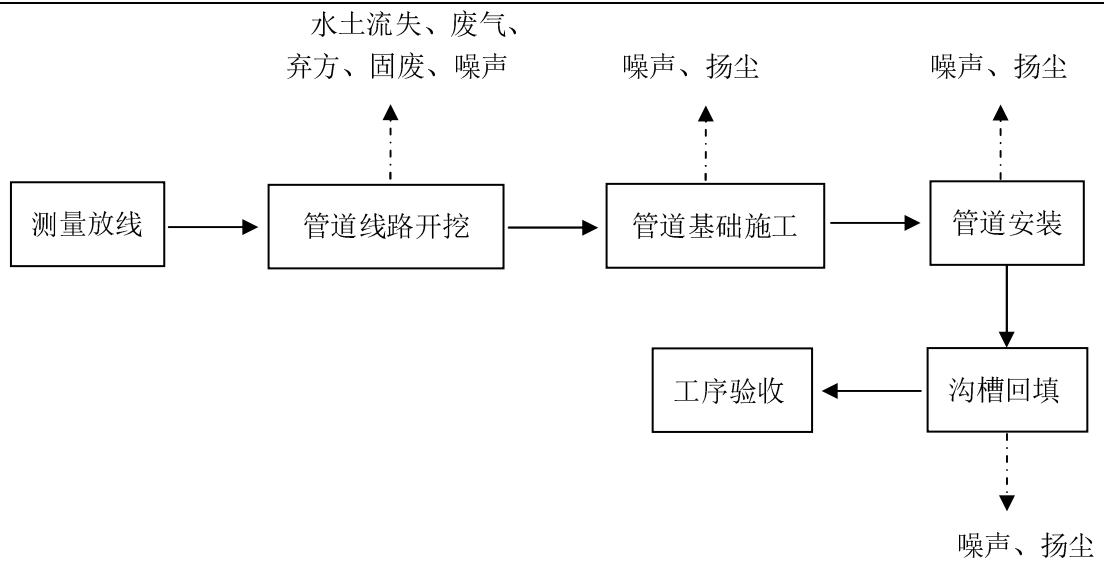 水土流失、废气、
弃方、固废、噪声
噪声、扬尘
噪声、扬尘
测量放线
管道线路开挖
管道基础施工
管道安装
工序验收
沟槽回填
噪声、扬尘